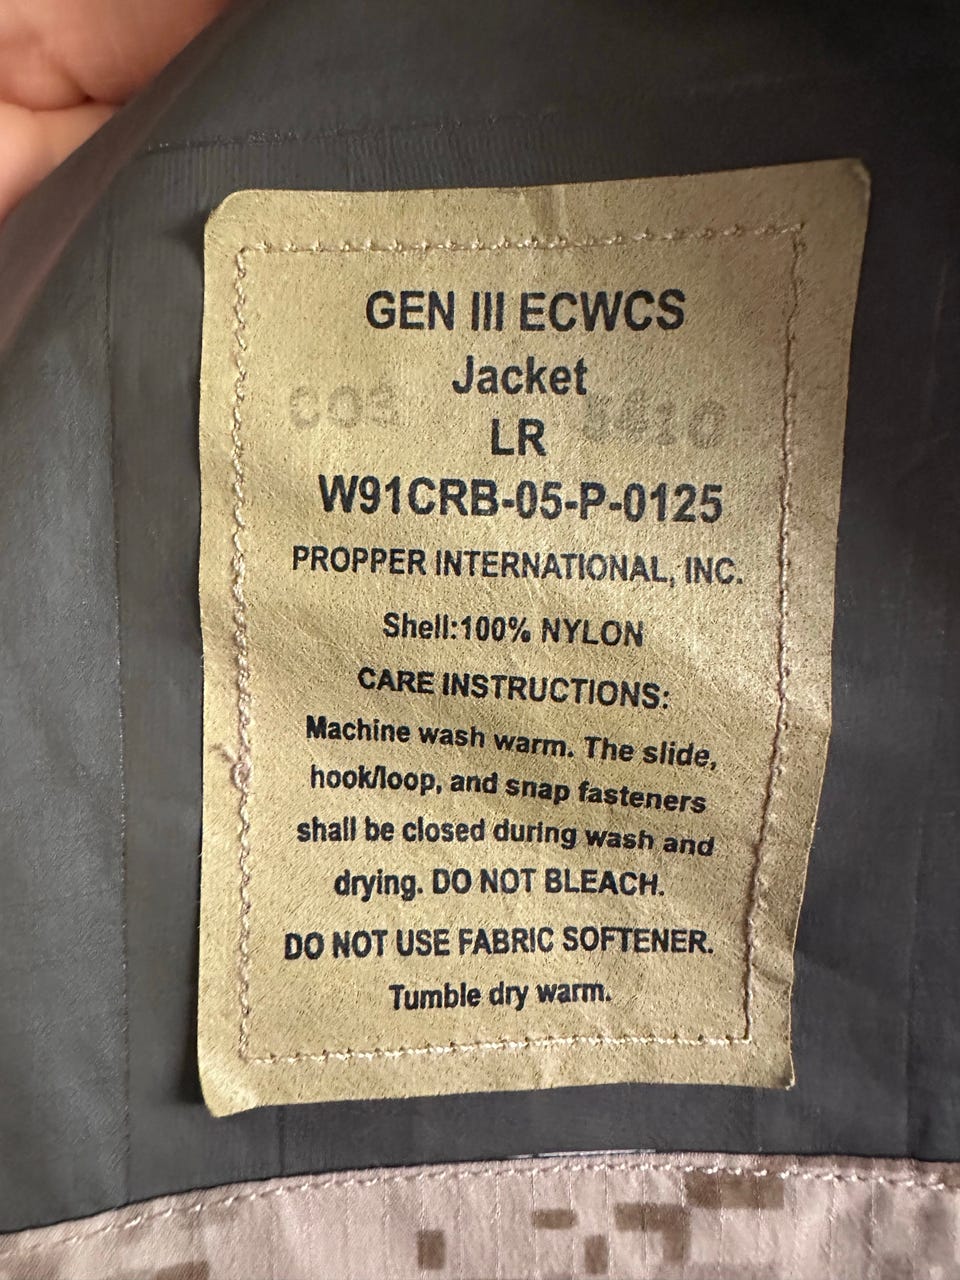 GEN III ECWCS
Jacket
LR
W91CRB-05-P-0125
PROPPER INTERNATIONAL, INC.
Shell:100% NYLON
CARE INSTRUCTIONS:
Machine wash warm. The slide,
hook/loop, and snap fasteners
shall be closed during wash and
drying. DO NOT BLEACH.
DO NOT USE FABRIC SOFTENER.
Tumble dry warm.